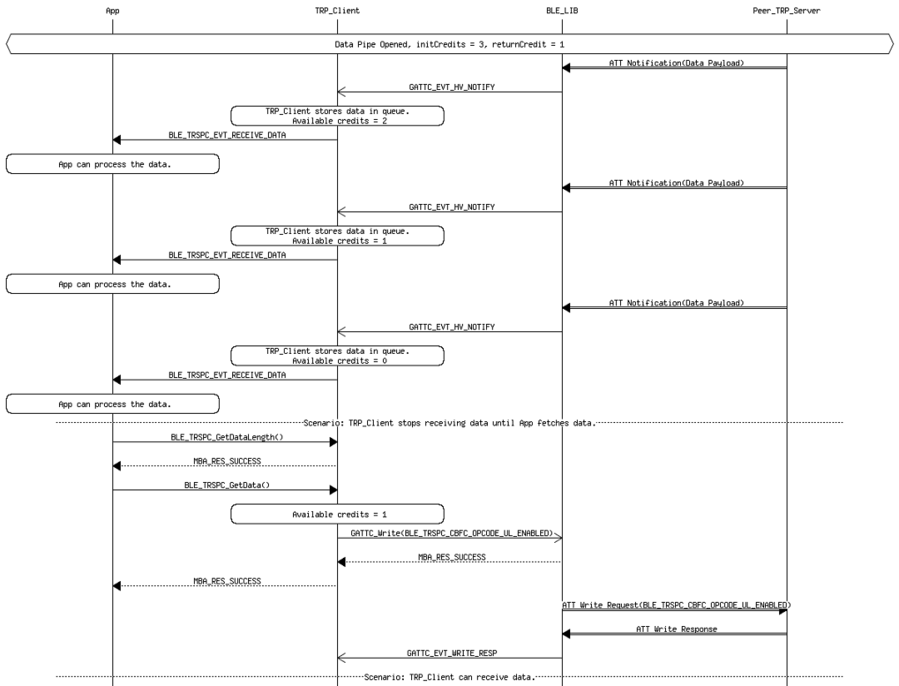 App TRP_Client BLE_LIB Peer_TRP_Server
Data Pipe Opened, initCredits = 3, returnCredit = 1
ATT Notification(Data Payload)
GATTC_EVT_HV_NOTIFY
TRP_Client stores data in queue.
Available credits = 2
BLE_TRSPC_EVT_RECEIVE_DATA
App can process the data.
ATT Notification(Data Payload)
GATTC_EVT_HV_NOTIFY
TRP_Client stores data in queue.
Available credits = 1
BLE_TRSPC_EVT_RECEIVE_DATA
App can process the data.
ATT Notification(Data Payload)
GATTC_EVT_HV_NOTIFY
TRP_Client stores data in queue.
Available credits = 0
BLE_TRSPC_EVT_RECEIVE_DATA
App can process the data.
Scenario: TRP_Client stops receiving data until App fetches data.
BLE_TRSPC_GetDataLength()
MBA_RES_SUCCESS
BLE_TRSPC_GetData()
Available credits = 1
GATTC_Write(BLE_TRSPC_CBFC_OPCODE_UL_ENABLED)
MBA_RES_SUCCESS
MBA_RES_SUCCESS
ATT Write Request(BLE_TRSPC_CBFC_OPCODE_UL_ENABLED)
ATT Write Response
GATTC_EVT_WRITE_RESP
Scenario: TRP_Client can receive data.